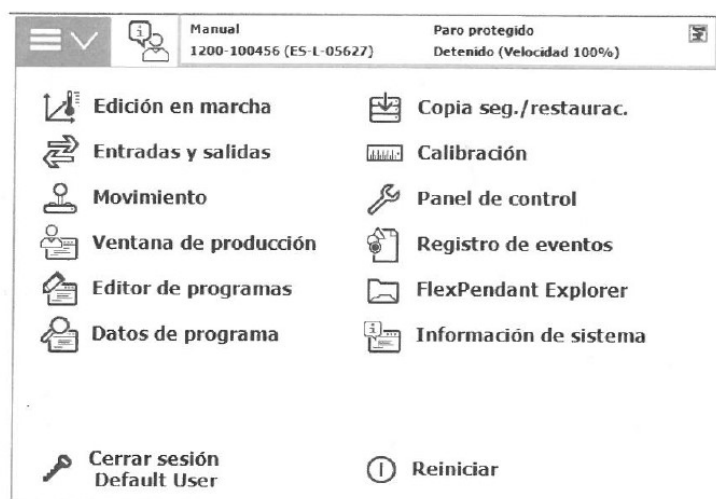 Manual
1200-100456 (ES-L-05627)
Paro protegido
Detenido (Velocidad 100%)
Edición en marcha
Entradas y salidas
Movimiento
Ventana de producción
Editor de programas
Datos de programa
Copia seg./restaurac.
Calibración
Panel de control
Registro de eventos
FlexPendant Explorer
Información de sistema
Cerrar sesión
Default User
Reiniciar